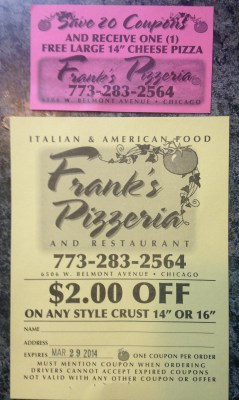 Save 20 Coupons
AND RECEIVE ONE (1)
FREE LARGE 14" CHEESE PIZZA
Frank's Pizzeria
773-283-2564
6586 W. BELMONT AVENUE • CHICAGO
ITALIAN & AMERICAN FOOD
Frank's
Pizzeria
AND RESTAURANT
773-283-2564
6586 W. BELMONT AVENUE • CHICAGO
$2.00 OFF
ON ANY STYLE CRUST 14" OR 16"
NAME
ADDRESS
EXPIRES MAR 29 2014 ONE COUPON PER ORDER
MUST MENTION COUPON WHEN ORDERING
DRIVERS CANNOT ACCEPT EXPIRED COUPONS
NOT VALID WITH ANY OTHER COUPON OR OFFER